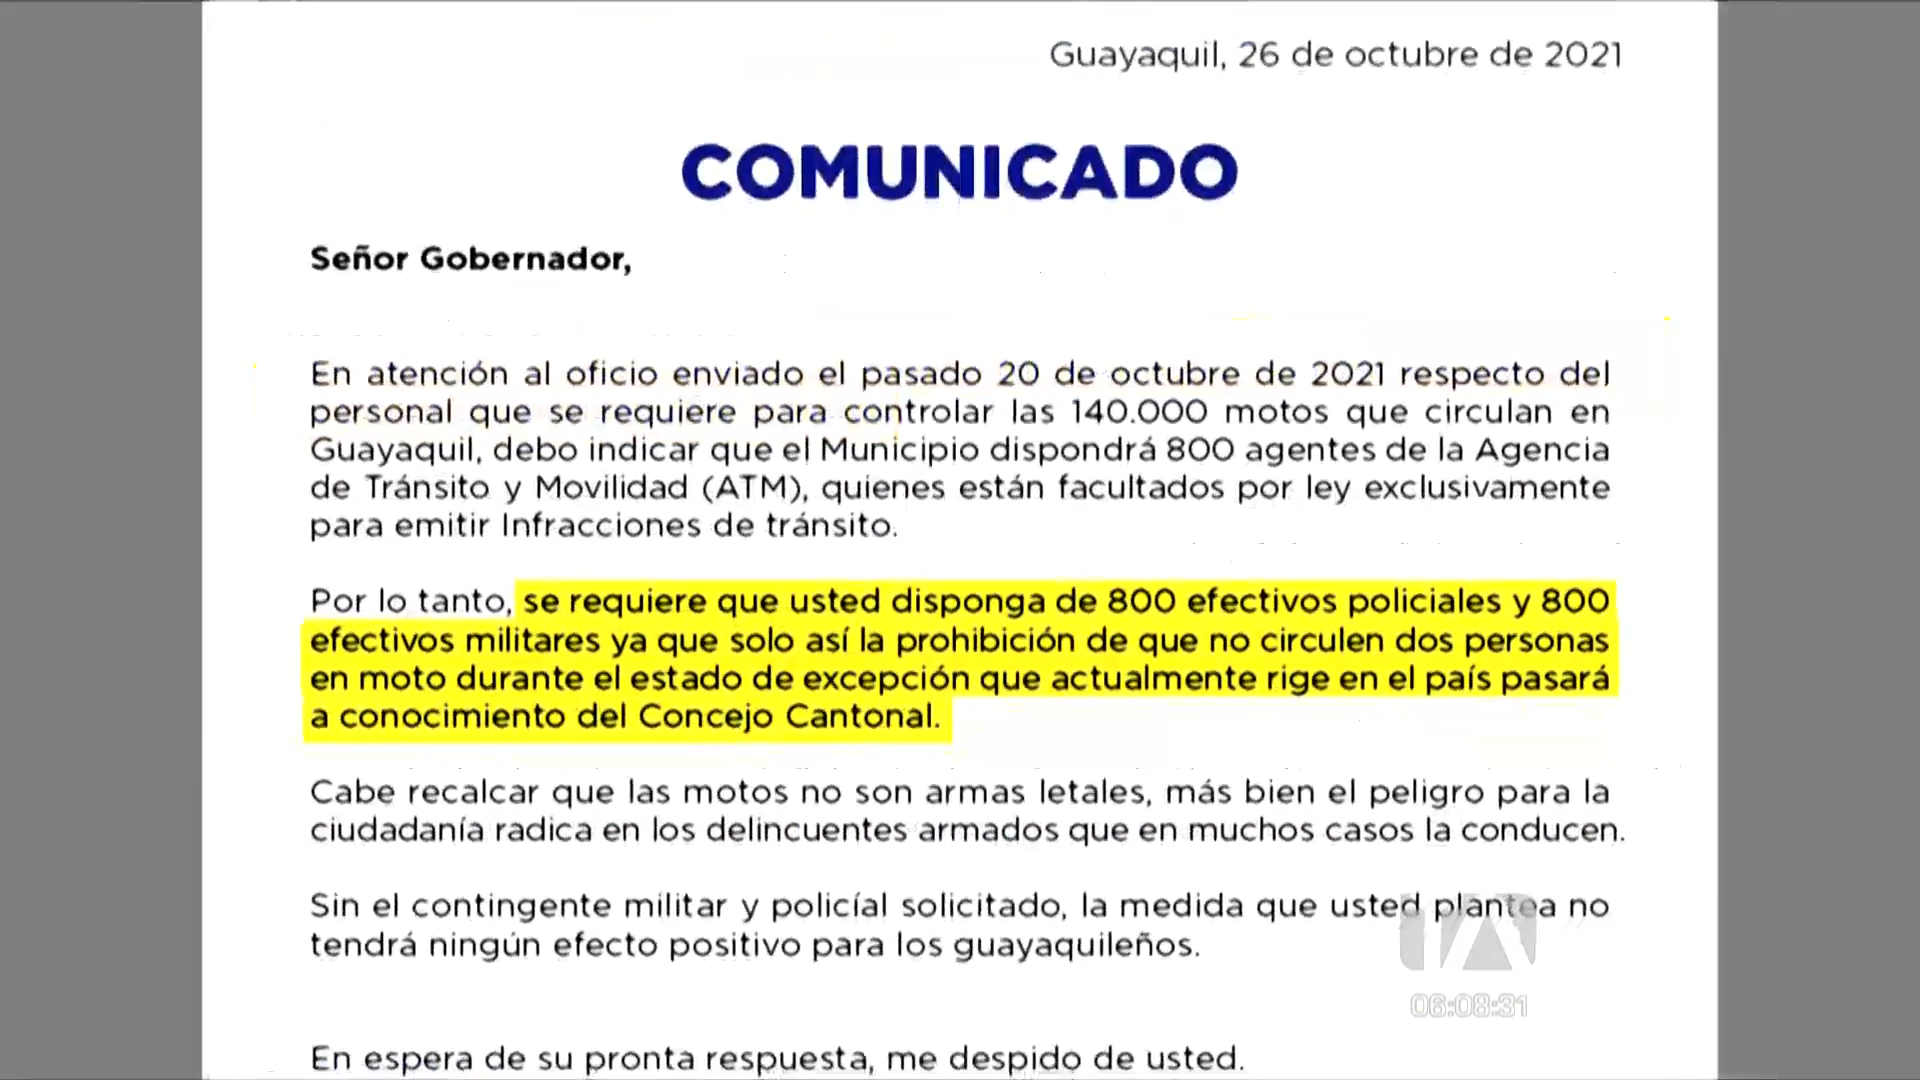 Guayaquil, 26 de octubre de 2021
COMUNICADO
Señor Gobernador,
En atención al oficio enviado el pasado 20 de octubre de 2021 respecto del
personal que se requiere para controlar las 140.000 motos que circulan en
Guayaquil, debo indicar que el Municipio dispondrá 800 agentes de la Agencia
de Tránsito y Movilidad (ATM), quienes están facultados por ley exclusivamente
para emitir Infracciones de tránsito.
Por lo tanto, se requiere que usted disponga de 800 efectivos policiales y 800
efectivos militares ya que solo así la prohibición de que no circulen dos personas
en moto durante el estado de excepción que actualmente rige en el país pasará
a conocimiento del Concejo Cantonal.
Cabe recalcar que las motos no son armas letales, más bien el peligro para la
ciudadanía radica en los delincuentes armados que en muchos casos la conducen.
Sin el contingente militar y policíal solicitado, la medida que usted plantea no
tendrá ningún efecto positivo para los guayaquileños.
06:08:31
En espera de su pronta respuesta, me despido de usted.